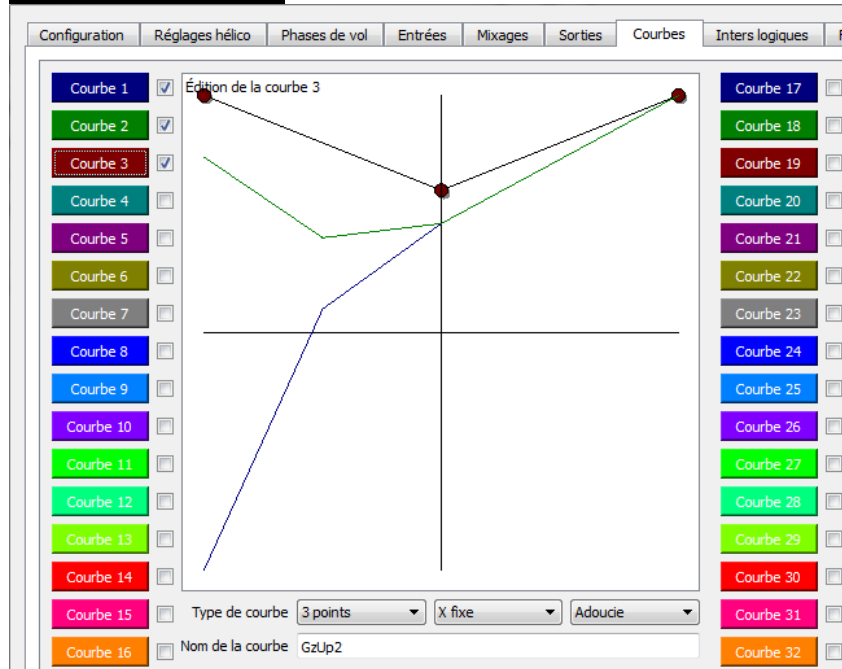 Configuration Réglages hélico Phases de vol Entrées Mixages Sorties Courbes Inters logiques
Édition de la courbe 3
Courbe 1 Courbe 17
Courbe 2 Courbe 18
Courbe 3 Courbe 19
Courbe 4 Courbe 20
Courbe 5 Courbe 21
Courbe 6 Courbe 22
Courbe 7 Courbe 23
Courbe 8 Courbe 24
Courbe 9 Courbe 25
Courbe 10 Courbe 26
Courbe 11 Courbe 27
Courbe 12 Courbe 28
Courbe 13 Courbe 29
Courbe 14 Courbe 30
Courbe 15 Type de courbe 3 points X fixe Adoucie Courbe 31
Courbe 16 Nom de la courbe GzUp2 Courbe 32